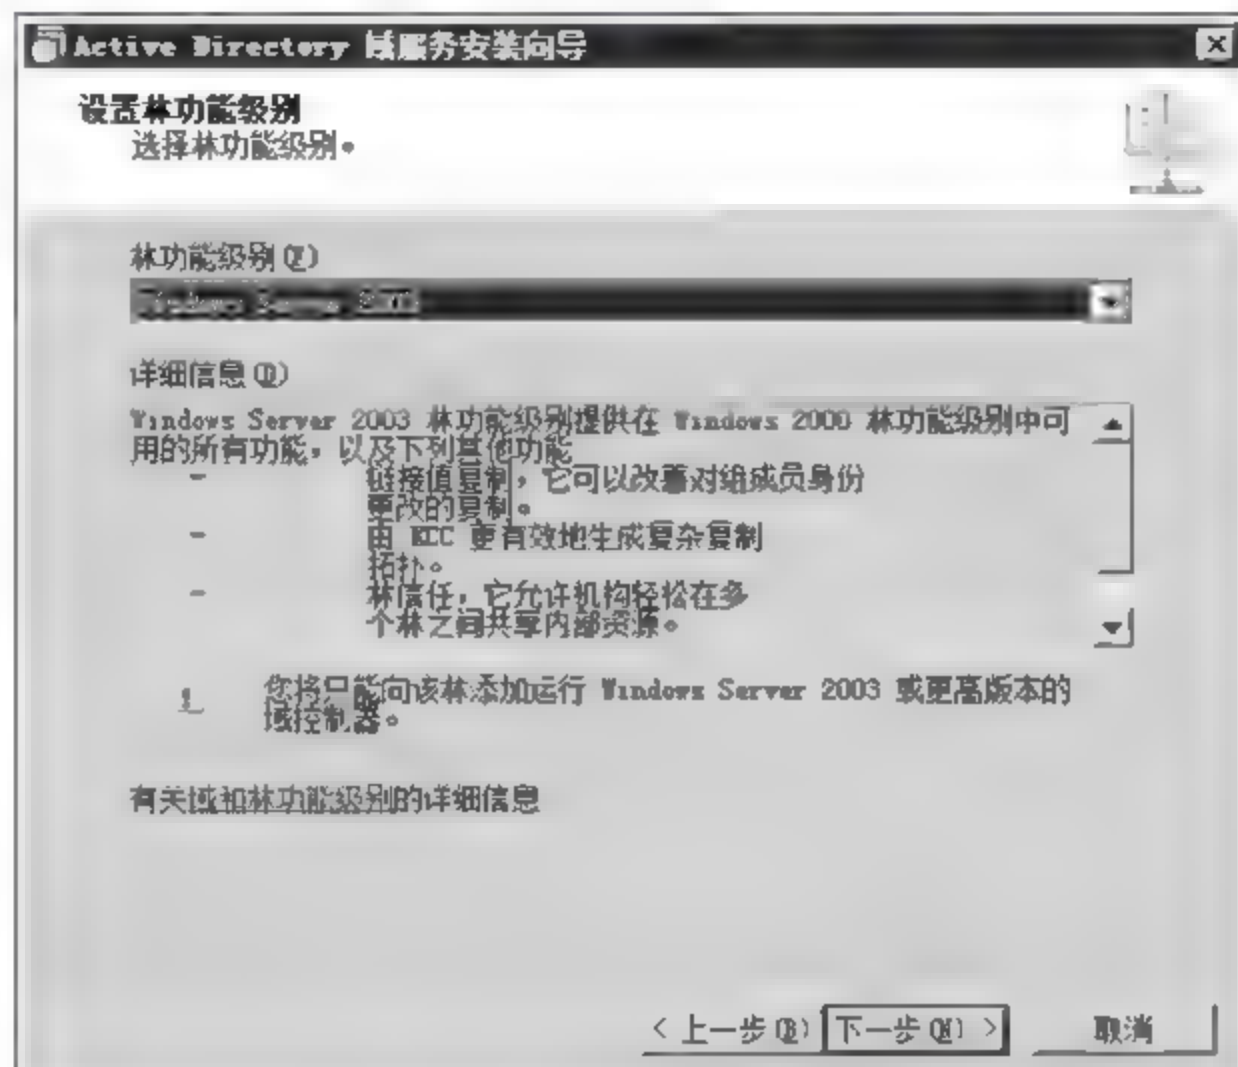 Active Directory 域服务安装向导
设置林功能级别
选择林功能级别。
林功能级别(F)
Windows Server 2003
详细信息(D)
Windows Server 2003 林功能级别提供在 Windows 2000 林功能级别中可
用的所有功能，以及下列其他功能
- 链接值复制，它可以改善对组成员身份
更改的复制。
- 由 KCC 更有效地生成复杂复制
拓扑。
- 林信任，它允许机构轻松在多
个林之间共享内部资源。
! 您将只能向该林添加运行 Windows Server 2003 或更高版本的
域控制器。
有关域和林功能级别的详细信息
< 上一步(B) 下一步(N) > 取消